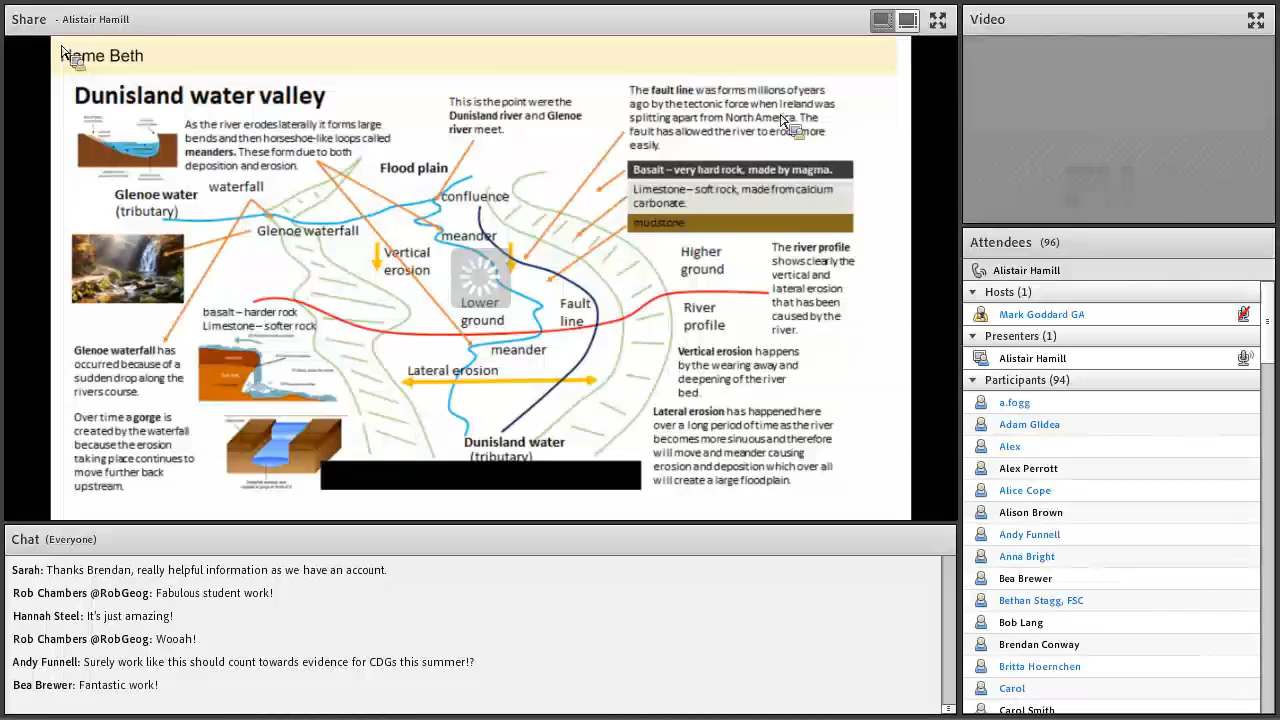 Share - Alistair Hamill
Name Beth
Dunisland water valley
As the river erodes laterally it forms large
bends and then horseshoe-like loops called
meanders. These form due to both
deposition and erosion.
This is the point were the
Dunisland river and Glenoe
river meet.
The fault line was forms millions of years
ago by the tectonic force when Ireland was
splitting apart from North America. The
fault has allowed the river to erode more
easily.
Basalt – very hard rock, made by magma.
Limestone – soft rock, made from calcium
carbonate.
mudstone
Flood plain
waterfall
Glenoe water
(tributary)
confluence
Glenoe waterfall
meander
Vertical
erosion
Higher
ground
The river profile
shows clearly the
vertical and
lateral erosion
that has been
caused by the
river.
Lower
ground
Fault
line
River
profile
basalt – harder rock
Limestone – softer rock
meander
Glenoe waterfall has
occurred because of a
sudden drop along the
rivers course.
Lateral erosion
Vertical erosion happens
by the wearing away and
deepening of the river
bed.
Over time a gorge is
created by the waterfall
because the erosion
taking place continues to
move further back
upstream.
Lateral erosion has happened here
over a long period of time as the river
becomes more sinuous and therefore
will move and meander causing
erosion and deposition which over all
will create a large floodplain.
Dunisland water
(tributary)
Chat (Everyone)
Sarah: Thanks Brendan, really helpful information as we have an account.
Rob Chambers @RobGeog: Fabulous student work!
Hannah Steel: It's just amazing!
Rob Chambers @RobGeog: Wooah!
Andy Funnell: Surely work like this should count towards evidence for CDGs this summer!?
Bea Brewer: Fantastic work!
Video
Attendees (96)
Alistair Hamill
Hosts (1)
Mark Goddard GA
Presenters (1)
Alistair Hamill
Participants (94)
a.fogg
Adam GIldea
Alex
Alex Perrott
Alice Cope
Alison Brown
Andy Funnell
Anna Bright
Bea Brewer
Bethan Stagg, FSC
Bob Lang
Brendan Conway
Britta Hoernchen
Carol
Carol Smith